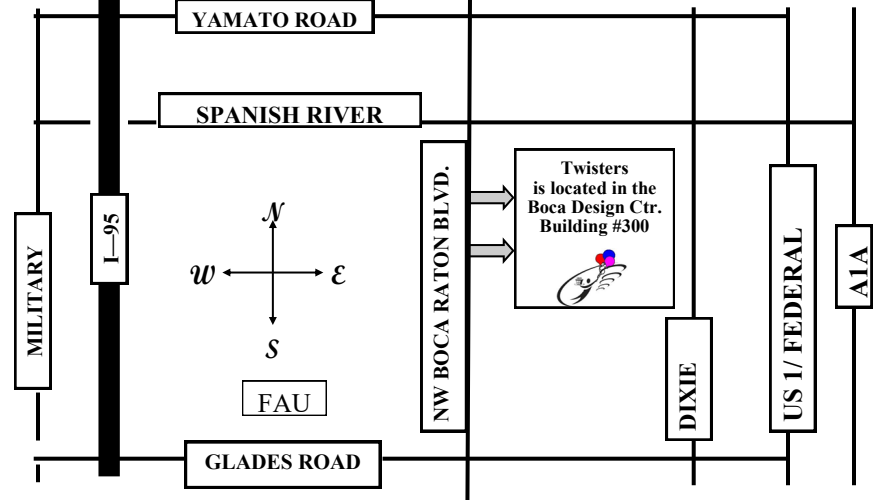 YAMATO ROAD
SPANISH RIVER
MILITARY
I—95
N
W
E
S
FAU
NW BOCA RATON BLVD.
Twisters
is located in the
Boca Design Ctr.
Building #300
DIXIE
US 1/ FEDERAL
A1A
GLADES ROAD